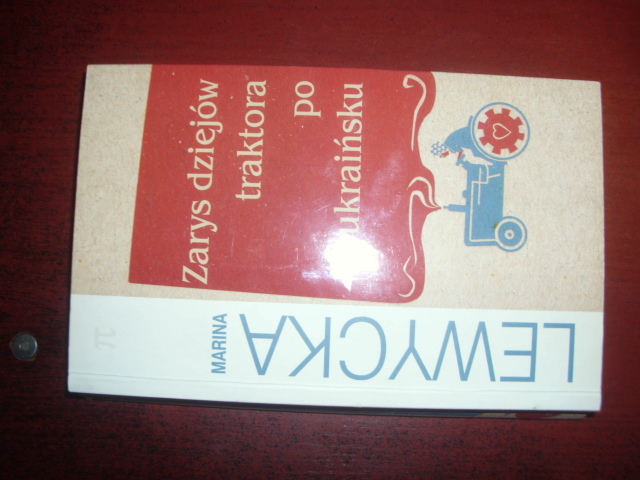 Zarys dziejów
traktora
po
ukraińsku
MARINA
LEWYCKA
π